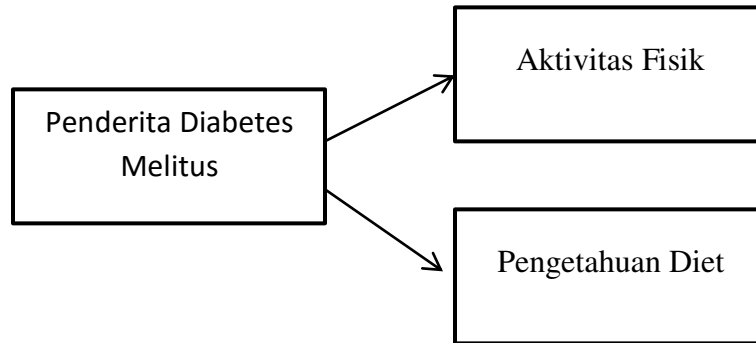 Aktivitas Fisik
Penderita Diabetes
Melitus
Pengetahuan Diet